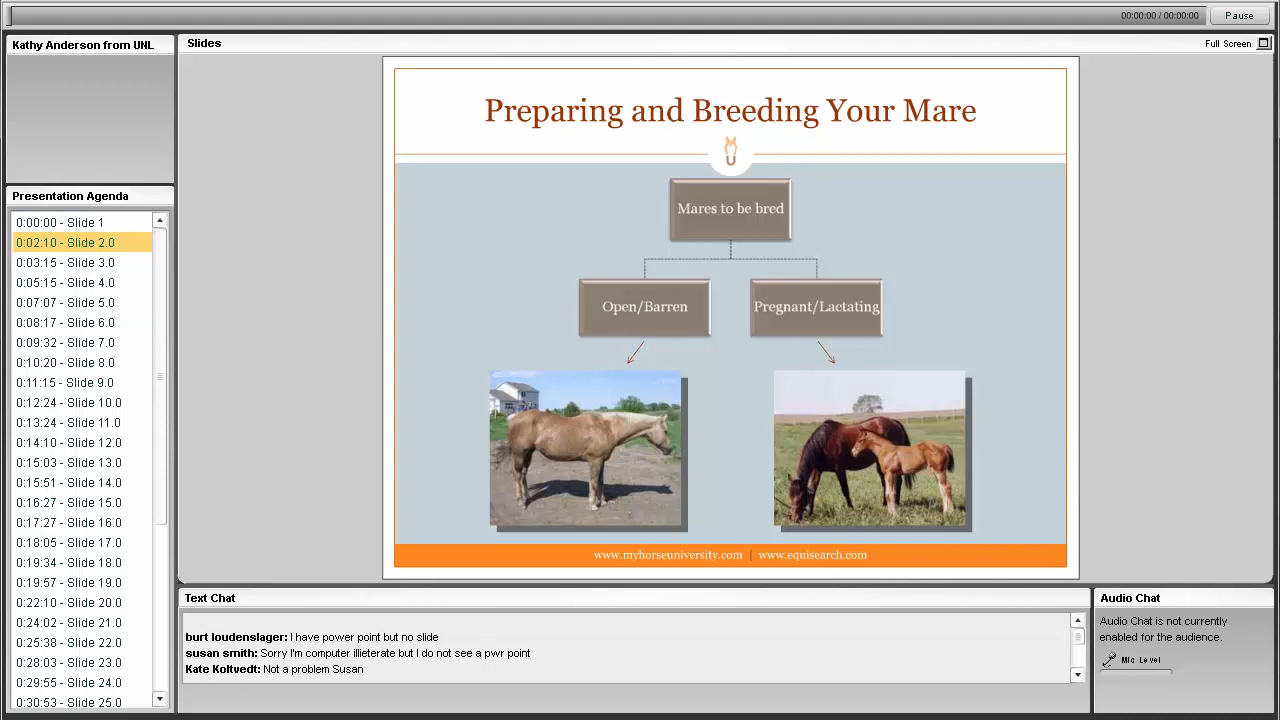 00:00:00 / 00:00:00
Pause
Kathy Anderson from UNL
Slides
Full Screen
Preparing and Breeding Your Mare
Mares to be bred
Open/Barren
Pregnant/Lactating
www.myhorseuniversity.com | www.equisearch.com
Presentation Agenda
0:00:00 - Slide 1
0:02:10 - Slide 2.0
0:03:15 - Slide 3.0
0:05:15 - Slide 4.0
0:07:07 - Slide 5.0
0:08:17 - Slide 6.0
0:09:32 - Slide 7.0
0:10:20 - Slide 8.0
0:11:15 - Slide 9.0
0:12:24 - Slide 10.0
0:13:24 - Slide 11.0
0:14:10 - Slide 12.0
0:15:03 - Slide 13.0
0:15:51 - Slide 14.0
0:16:27 - Slide 15.0
0:17:27 - Slide 16.0
0:18:05 - Slide 17.0
0:19:34 - Slide 18.0
0:19:57 - Slide 19.0
0:22:10 - Slide 20.0
0:24:02 - Slide 21.0
0:25:38 - Slide 22.0
0:28:03 - Slide 23.0
0:29:55 - Slide 24.0
0:30:53 - Slide 25.0
Text Chat
burt loudenslager: I have power point but no slide
susan smith: Sorry I'm computer illieterate but I do not see a pwr point
Kate Koltvedt: Not a problem Susan
Audio Chat
Audio Chat is not currently
enabled for the audience.
Mic Level